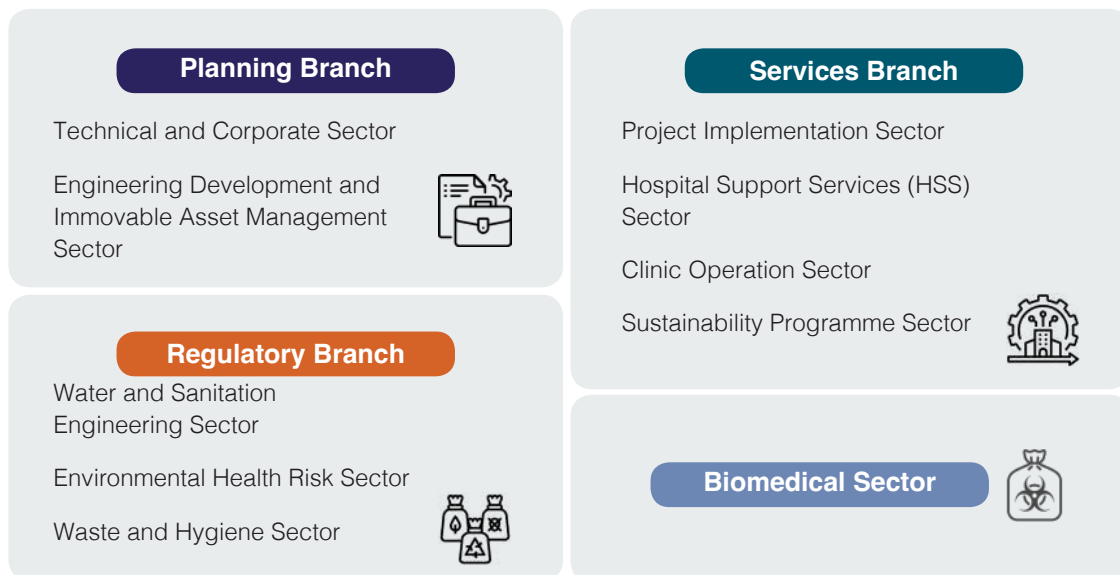 Planning Branch
Technical and Corporate Sector
Engineering Development and
Immovable Asset Management
Sector
Regulatory Branch
Water and Sanitation
Engineering Sector
Environmental Health Risk Sector
Waste and Hygiene Sector
Services Branch
Project Implementation Sector
Hospital Support Services (HSS)
Sector
Clinic Operation Sector
Sustainability Programme Sector
Biomedical Sector